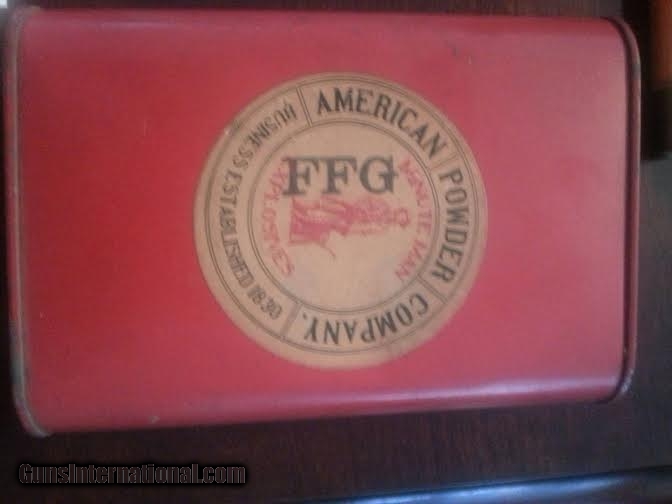 AMERICAN POWDER COMPANY.
BUSINESS ESTABLISHED 1830
FFG
MINUTE MAN
EXPLOSIVES
GunsInternational.com